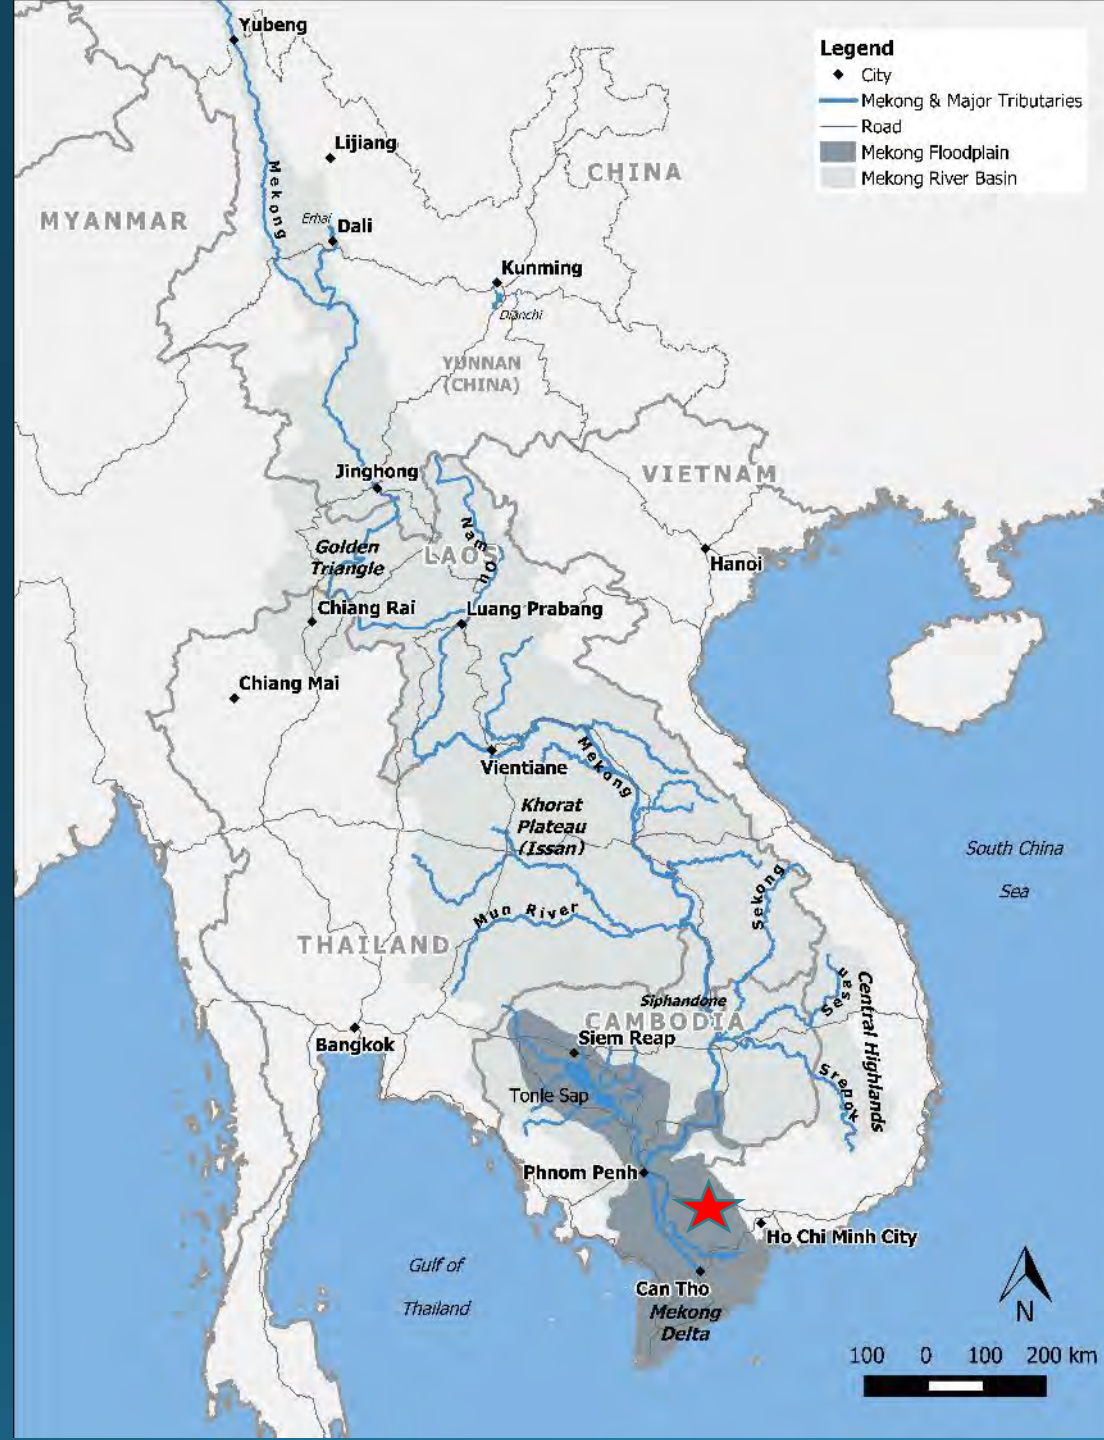 Yubeng
Legend
City
Mekong & Major Tributaries
Road
Mekong Floodplain
Mekong River Basin
Lijiang
CHINA
Mekong
MYANMAR
Erhai
Dali
Kunming
Dianchi
YUNNAN
(CHINA)
Jinghong
VIETNAM
Nam Ou
Golden
Triangle
LAOS
Hanoi
Chiang Rai
Luang Prabang
Chiang Mai
Mekong
Vientiane
Khorat
Plateau
(Issan)
South China
Sea
Sekong
Mun River
THAILAND
Se San
Central Highlands
Siphandone
CAMBODIA
Bangkok
Siem Reap
Srepok
Tonle Sap
Phnom Penh
Ho Chi Minh City
Gulf of
Thailand
Can Tho
Mekong
Delta
N
100 0 100 200 km